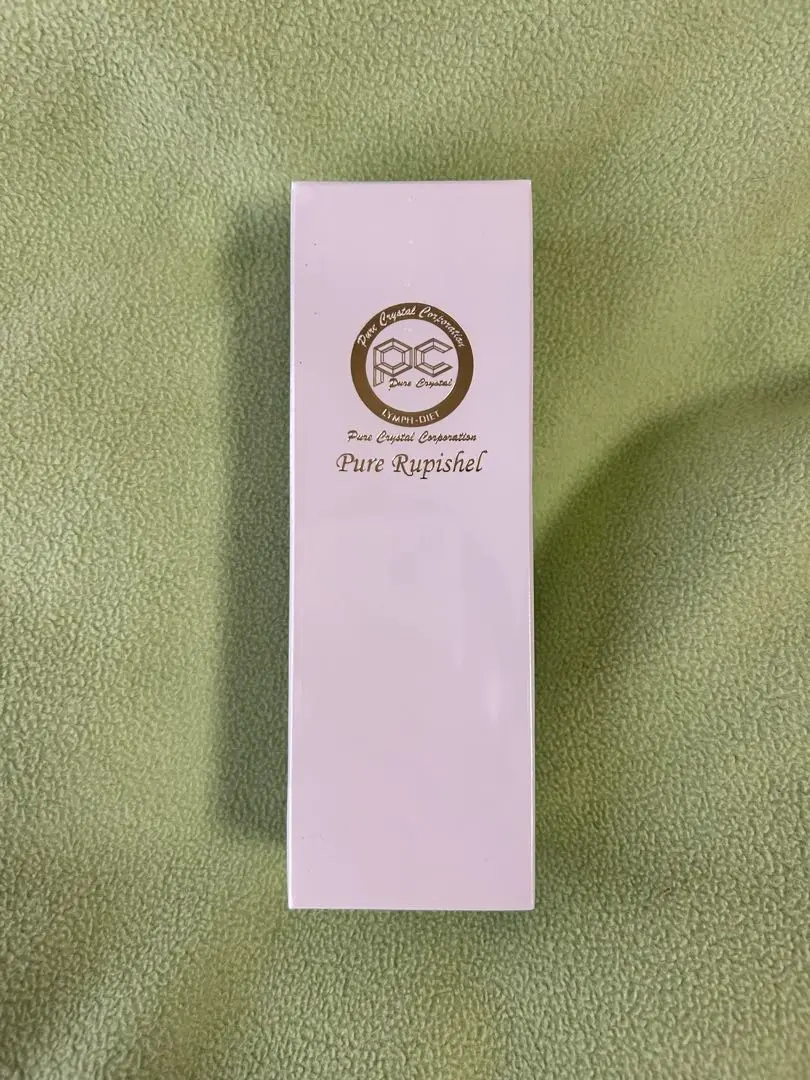 Pure Crystal Corporation
PC
Pure Crystal
LYMPH-DIET
Pure Crystal Corporation
Pure Rupishel